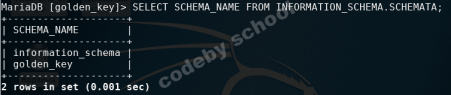 MariaDB [golden_key]> SELECT SCHEMA_NAME FROM INFORMATION_SCHEMA.SCHEMATA;
+--------------------+
| SCHEMA_NAME        |
+--------------------+
| information_schema |
| golden_key         |
+--------------------+
2 rows in set (0.001 sec)
codeby school